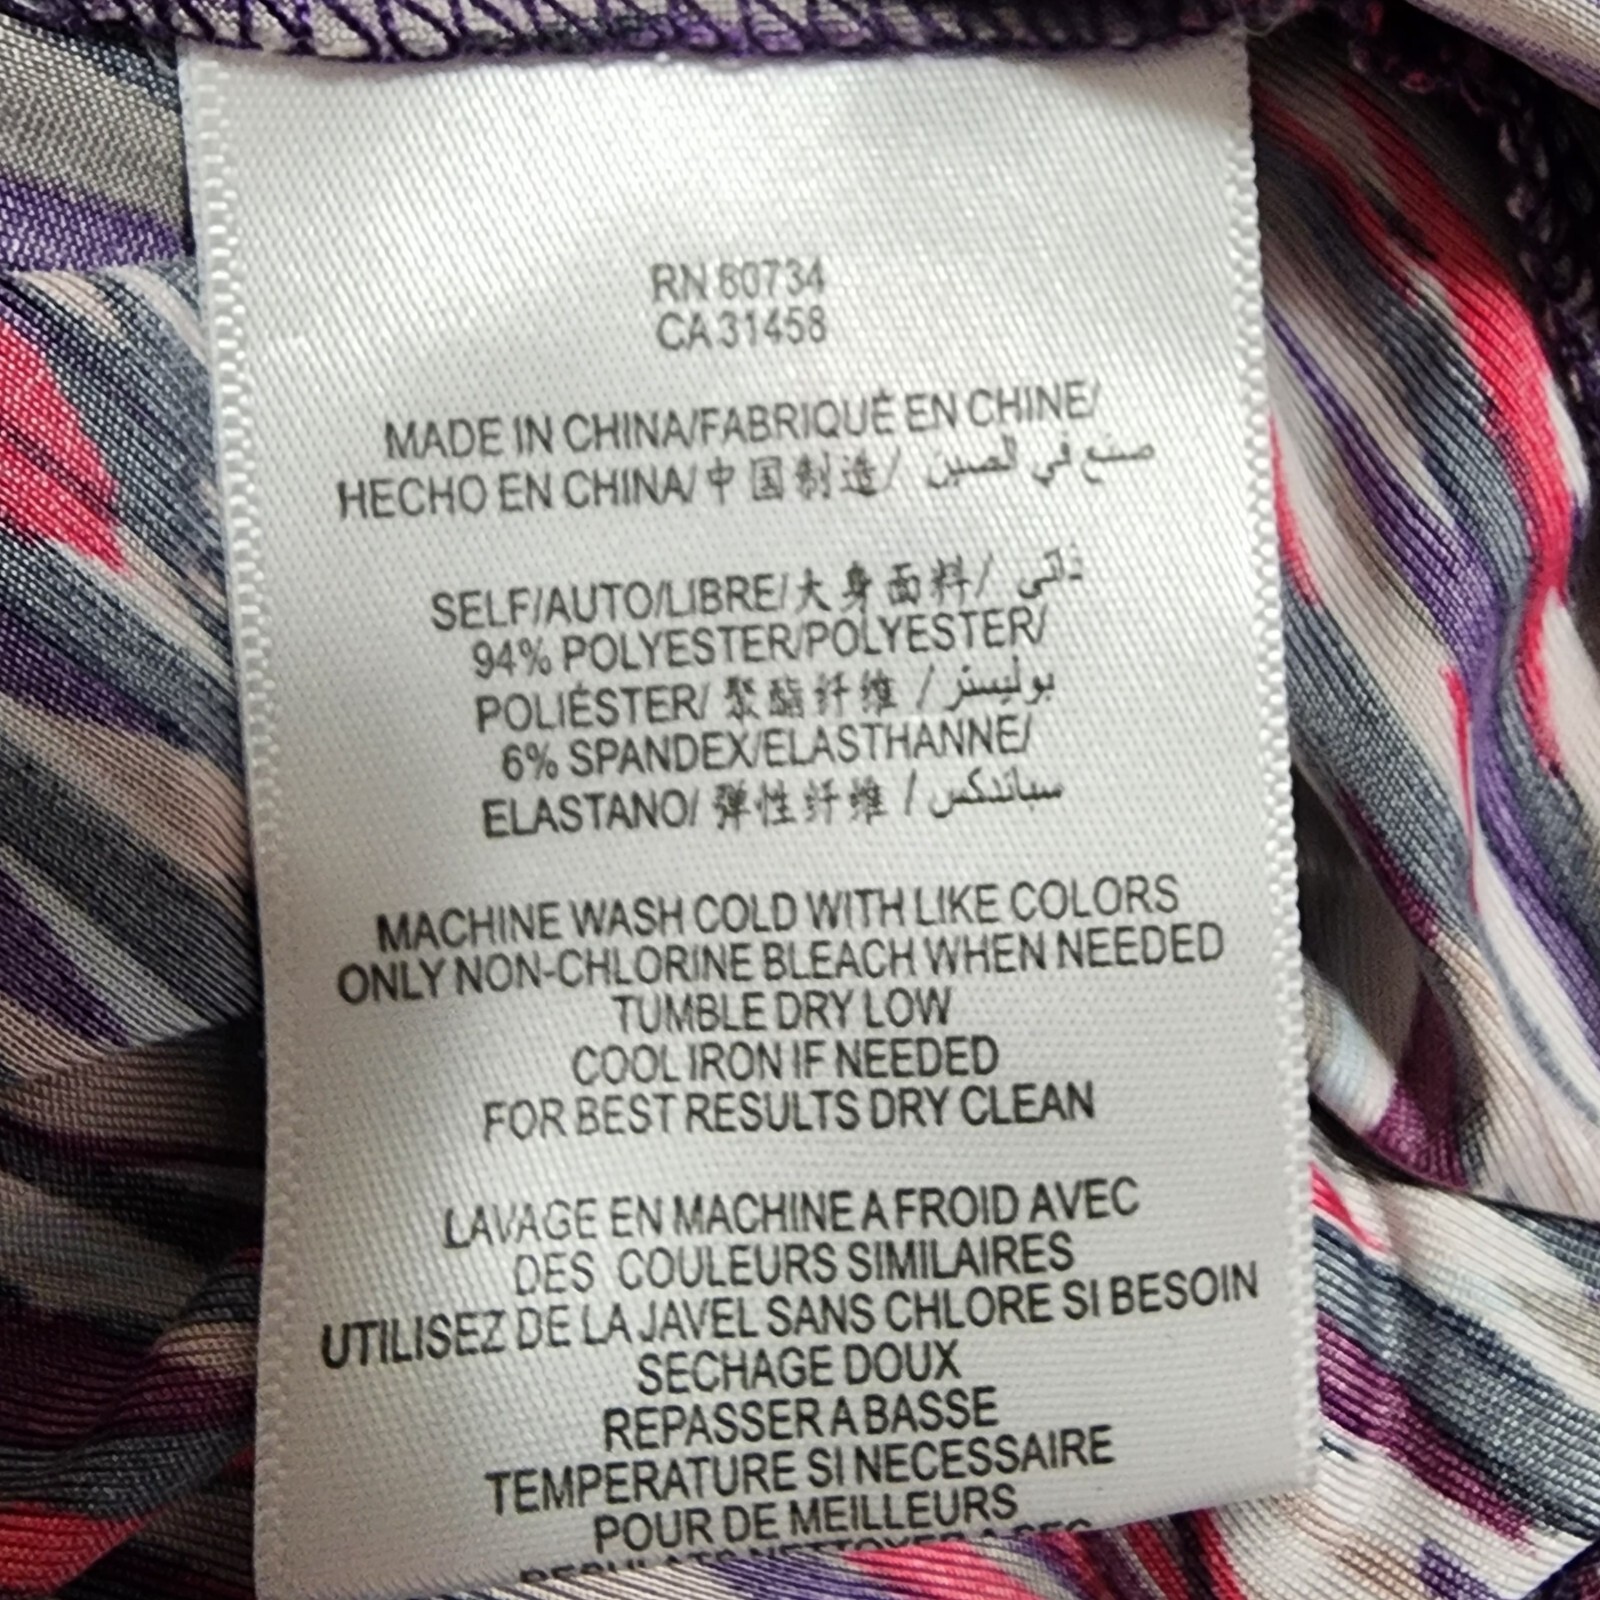 RN 80734
CA 31458
MADE IN CHINA/FABRIQUÉ EN CHINE/
HECHO EN CHINA/中国制造/ صنع في الصين
SELF/AUTO/LIBRE/大身面料/ ذاتي
94% POLYESTER/POLYESTER/
POLIÉSTER/ 聚酯纤维 / بوليستر
6% SPANDEX/ELASTHANNE/
ELASTANO/ 弹性纤维 / سباندكس
MACHINE WASH COLD WITH LIKE COLORS
ONLY NON-CHLORINE BLEACH WHEN NEEDED
TUMBLE DRY LOW
COOL IRON IF NEEDED
FOR BEST RESULTS DRY CLEAN
LAVAGE EN MACHINE A FROID AVEC
DES COULEURS SIMILAIRES
UTILISEZ DE LA JAVEL SANS CHLORE SI BESOIN
SECHAGE DOUX
REPASSER A BASSE
TEMPERATURE SI NECESSAIRE
POUR DE MEILLEURS